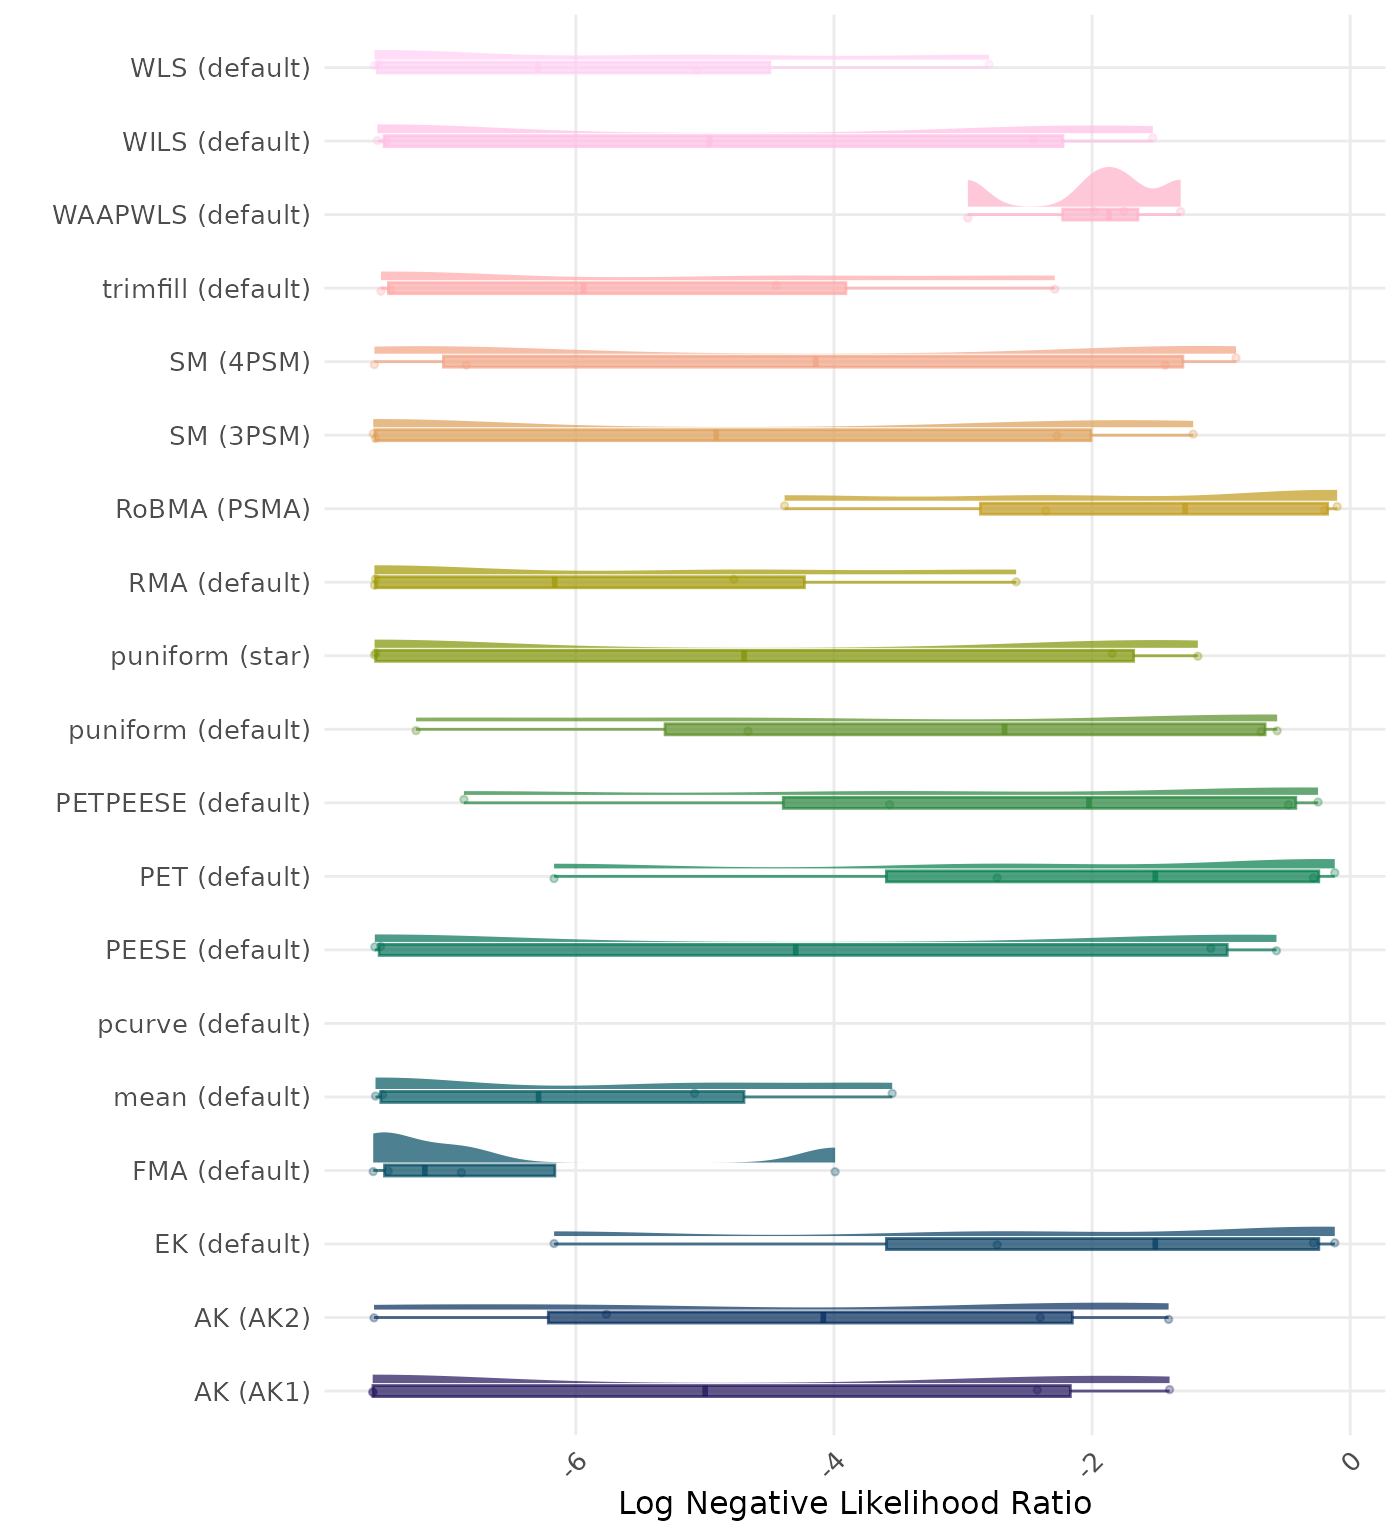 WLS (default)
WILS (default)
WAAPWLS (default)
trimfill (default)
SM (4PSM)
SM (3PSM)
RoBMA (PSMA)
RMA (default)
puniform (star)
puniform (default)
PETPEESE (default)
PET (default)
PEESE (default)
pcurve (default)
mean (default)
FMA (default)
EK (default)
AK (AK2)
AK (AK1)
-6 -4 -2 0
Log Negative Likelihood Ratio